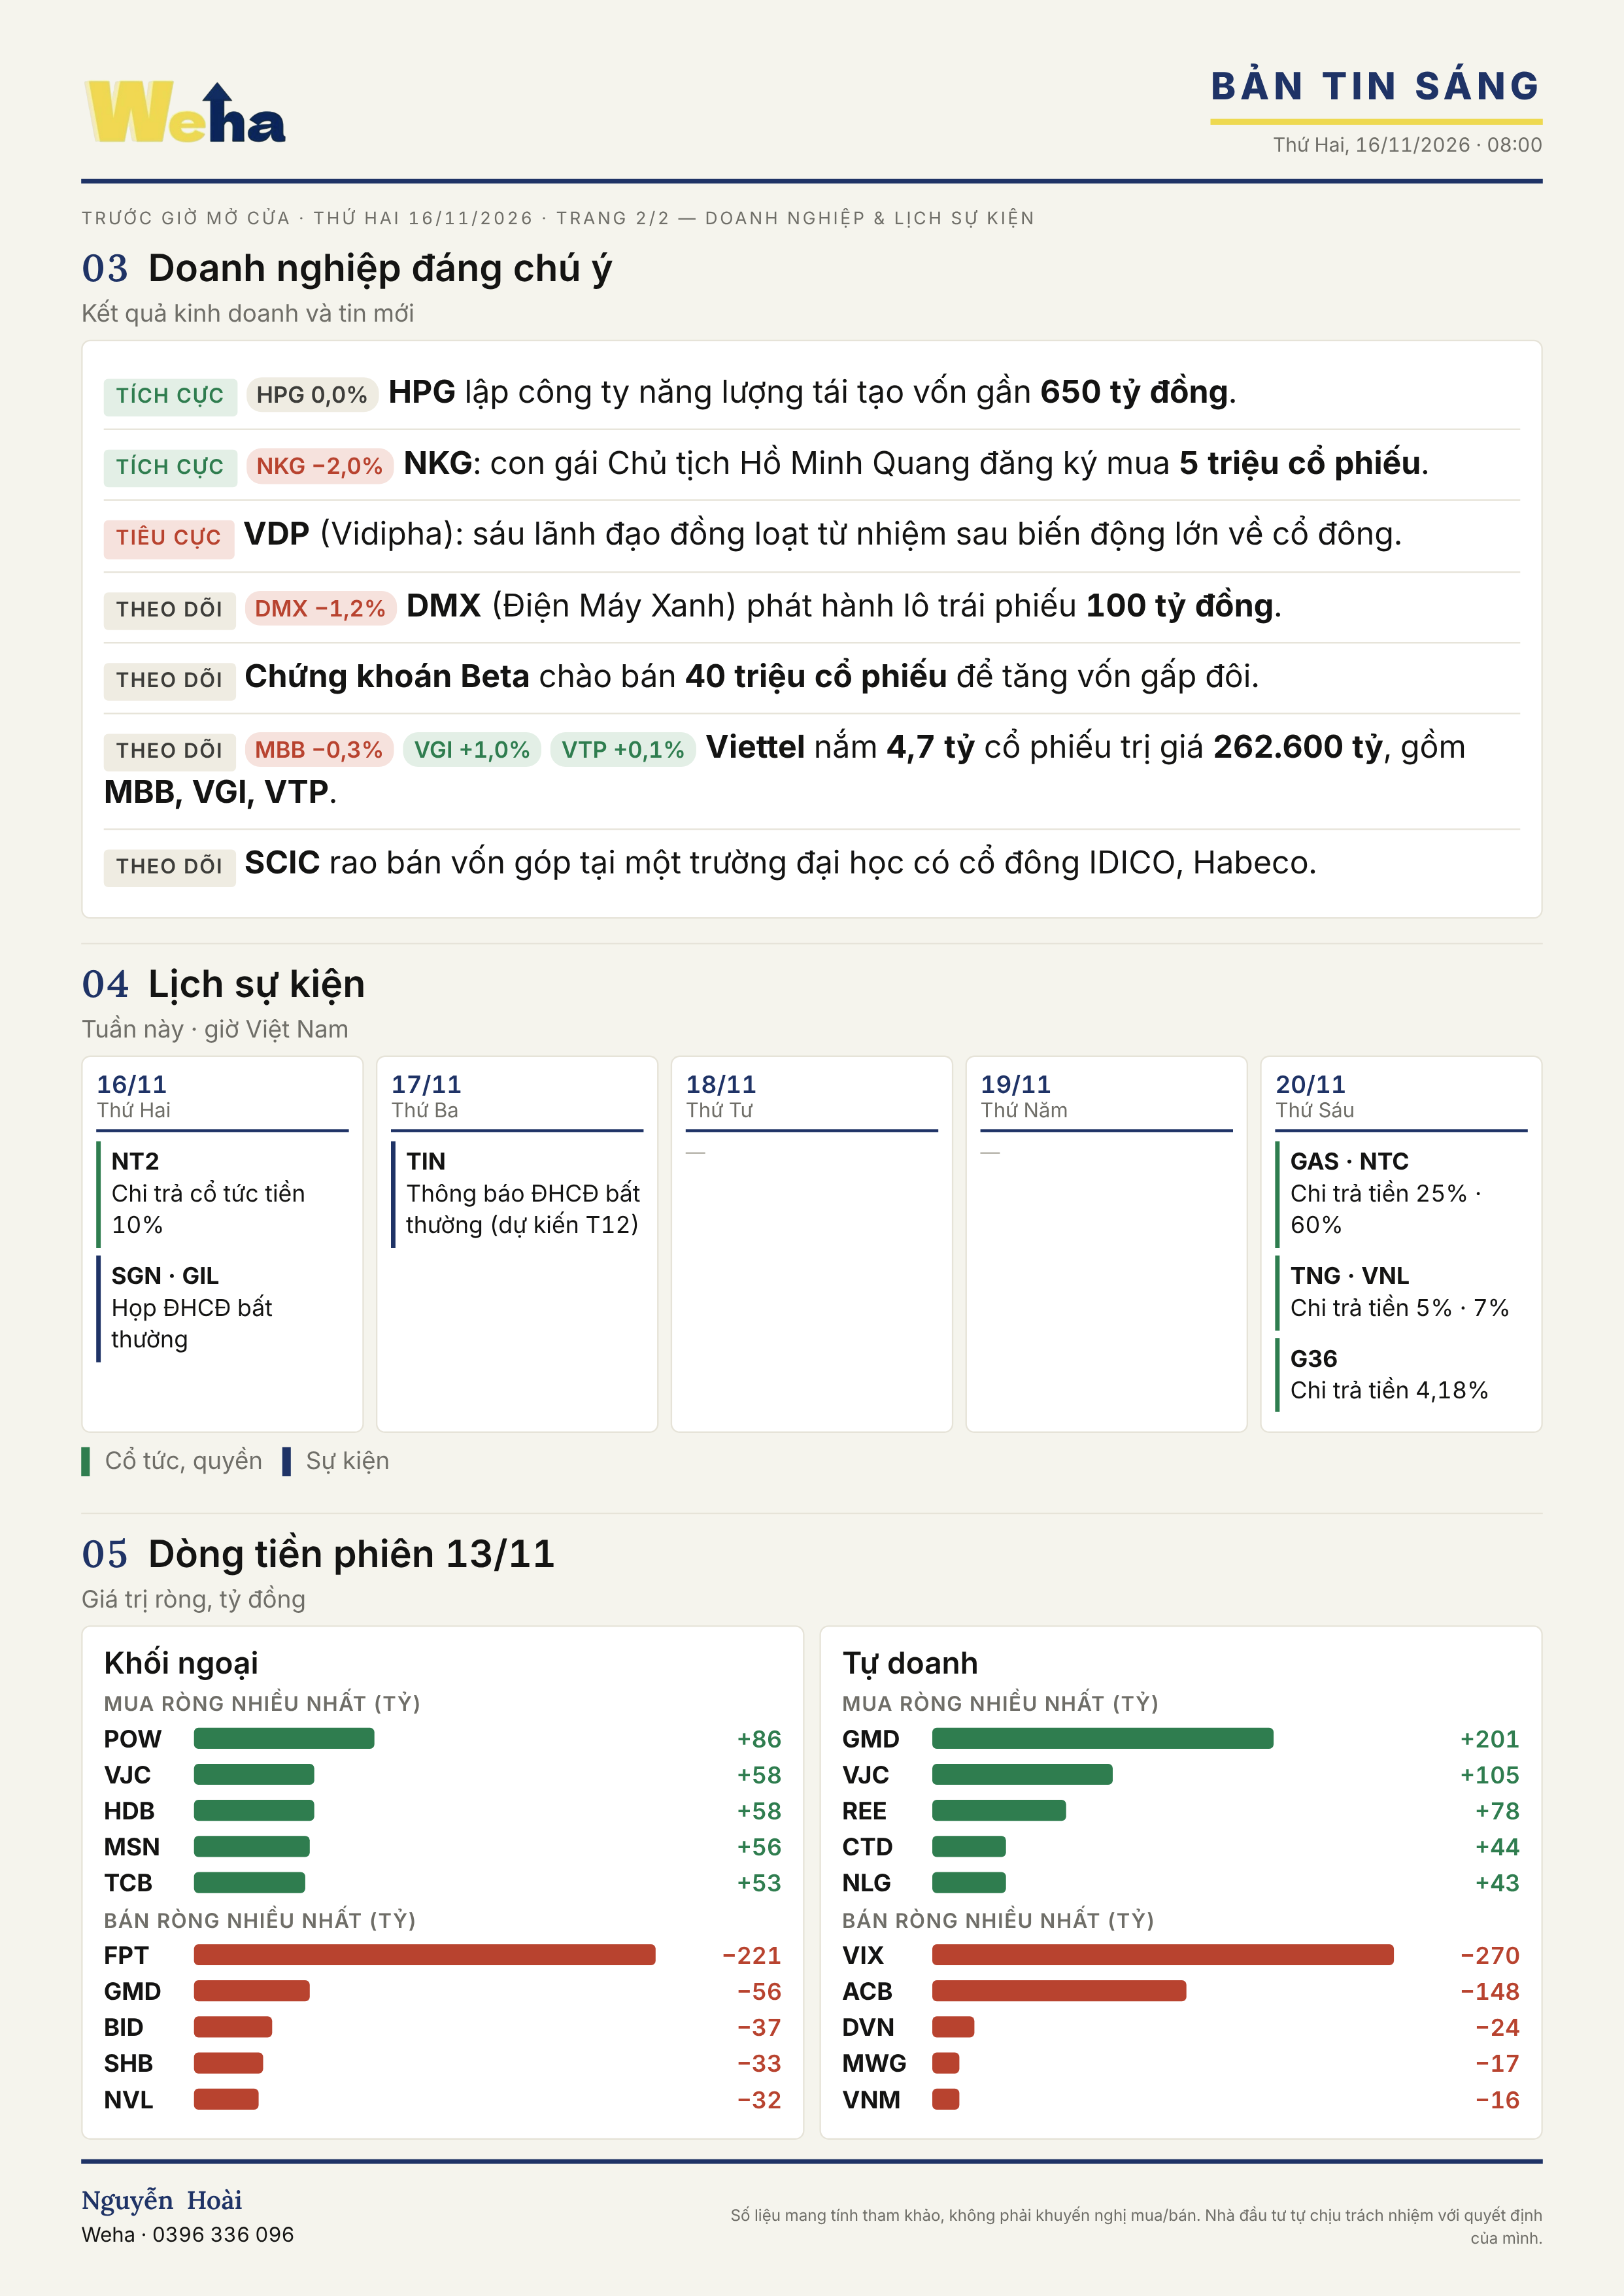 Weha
BẢN TIN SÁNG
Thứ Hai, 16/11/2026 · 08:00
TRƯỚC GIỜ MỞ CỬA · THỨ HAI 16/11/2026 · TRANG 2/2 — DOANH NGHIỆP & LỊCH SỰ KIỆN
03 Doanh nghiệp đáng chú ý
Kết quả kinh doanh và tin mới
TÍCH CỰC HPG 0,0% HPG lập công ty năng lượng tái tạo vốn gần 650 tỷ đồng.
TÍCH CỰC NKG −2,0% NKG: con gái Chủ tịch Hồ Minh Quang đăng ký mua 5 triệu cổ phiếu.
TIÊU CỰC VDP (Vidipha): sáu lãnh đạo đồng loạt từ nhiệm sau biến động lớn về cổ đông.
THEO DÕI DMX −1,2% DMX (Điện Máy Xanh) phát hành lô trái phiếu 100 tỷ đồng.
THEO DÕI Chứng khoán Beta chào bán 40 triệu cổ phiếu để tăng vốn gấp đôi.
THEO DÕI MBB −0,3% VGI +1,0% VTP +0,1% Viettel nắm 4,7 tỷ cổ phiếu trị giá 262.600 tỷ, gồm
MBB, VGI, VTP.
THEO DÕI SCIC rao bán vốn góp tại một trường đại học có cổ đông IDICO, Habeco.
04 Lịch sự kiện
Tuần này · giờ Việt Nam
16/11
Thứ Hai
NT2
Chi trả cổ tức tiền
10%
SGN · GIL
Họp ĐHCĐ bất
thường
17/11
Thứ Ba
TIN
Thông báo ĐHCĐ bất
thường (dự kiến T12)
18/11
Thứ Tư
—
19/11
Thứ Năm
—
20/11
Thứ Sáu
GAS · NTC
Chi trả tiền 25% ·
60%
TNG · VNL
Chi trả tiền 5% · 7%
G36
Chi trả tiền 4,18%
Cổ tức, quyền Sự kiện
05 Dòng tiền phiên 13/11
Giá trị ròng, tỷ đồng
Khối ngoại
MUA RÒNG NHIỀU NHẤT (TỶ)
POW +86
VJC +58
HDB +58
MSN +56
TCB +53
BÁN RÒNG NHIỀU NHẤT (TỶ)
FPT −221
GMD −56
BID −37
SHB −33
NVL −32
Tự doanh
MUA RÒNG NHIỀU NHẤT (TỶ)
GMD +201
VJC +105
REE +78
CTD +44
NLG +43
BÁN RÒNG NHIỀU NHẤT (TỶ)
VIX −270
ACB −148
DVN −24
MWG −17
VNM −16
Nguyễn Hoài
Weha · 0396 336 096
Số liệu mang tính tham khảo, không phải khuyến nghị mua/bán. Nhà đầu tư tự chịu trách nhiệm với quyết định
của mình.